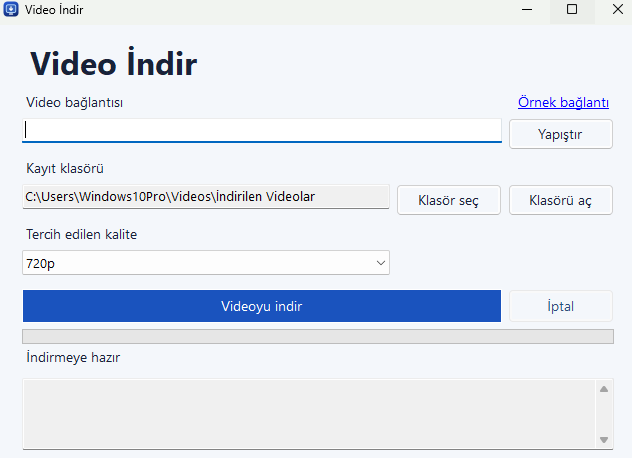 Video İndir
Video İndir
Video bağlantısı
Örnek bağlantı
Yapıştır
Kayıt klasörü
C:\Users\Windows10Pro\Videos\İndirilen Videolar
Klasör seç
Klasörü aç
Tercih edilen kalite
720p
Videoyu indir
İptal
İndirmeye hazır